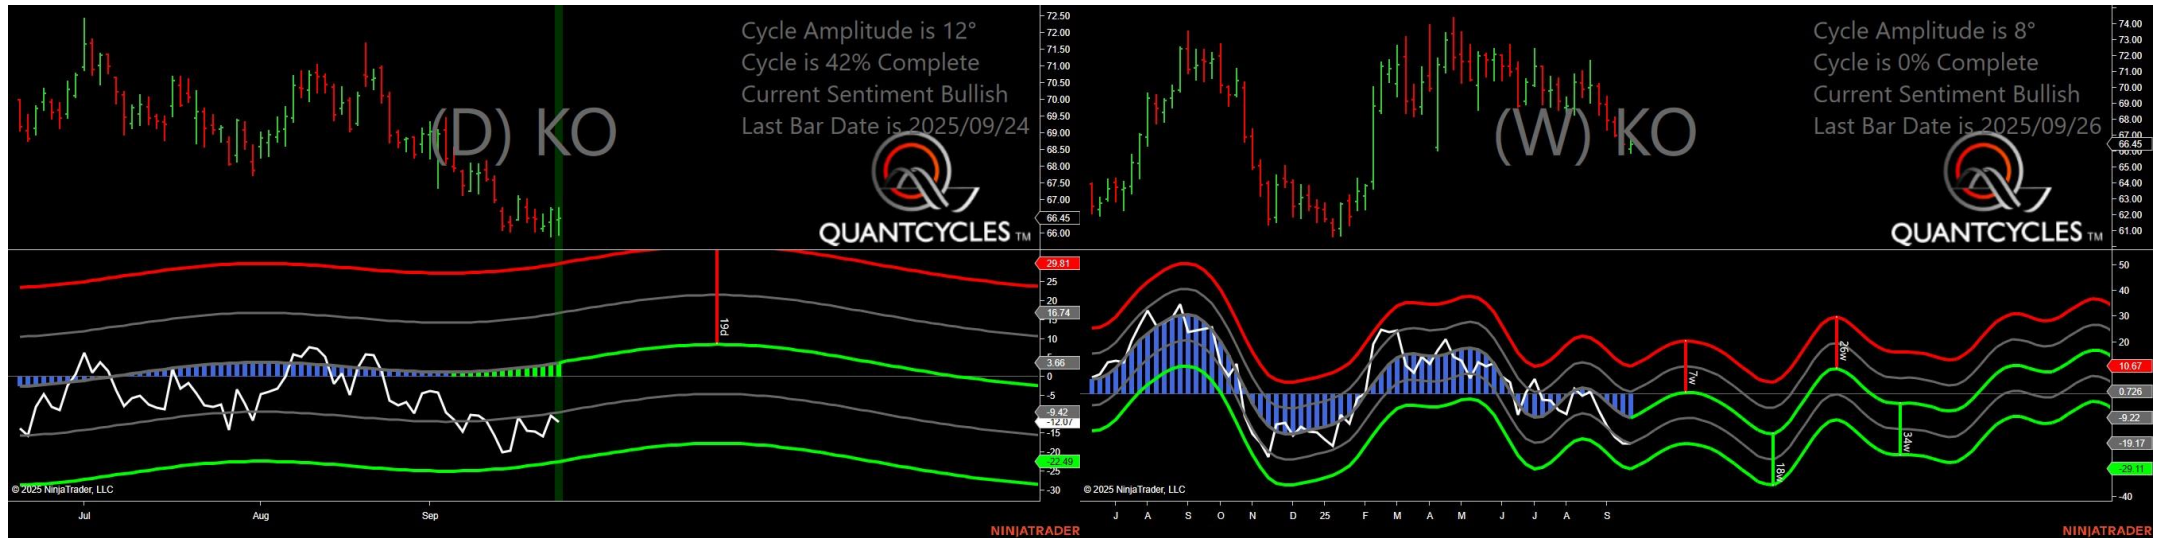 Cycle Amplitude is 12°
Cycle is 42% Complete
Current Sentiment Bullish
Last Bar Date is 2025/09/24
(D) KO
QUANTCYCLES TM
72.50
72.00
71.50
71.00
70.50
70.00
69.50
69.00
68.50
68.00
67.50
67.00
66.45
66.00
29.81
25
20
16.74
15
10
5
3.66
0
-5
-9.42
-12.07
-15
-20
-22.49
-25
-30
19d
© 2025 NinjaTrader, LLC
Jul Aug Sep
NINJATRADER
Cycle Amplitude is 8°
Cycle is 0% Complete
Current Sentiment Bullish
Last Bar Date is 2025/09/26
(W) KO
QUANTCYCLES TM
74.00
73.00
72.00
71.00
70.00
69.00
68.00
67.00
66.45
66.00
65.00
64.00
63.00
62.00
61.00
50
40
30
20
10.67
0.726
-9.22
-19.17
-29.11
-40
7w
18w
26w
34w
© 2025 NinjaTrader, LLC
J A S O N D 25 F M A M J J A S
NINJATRADER